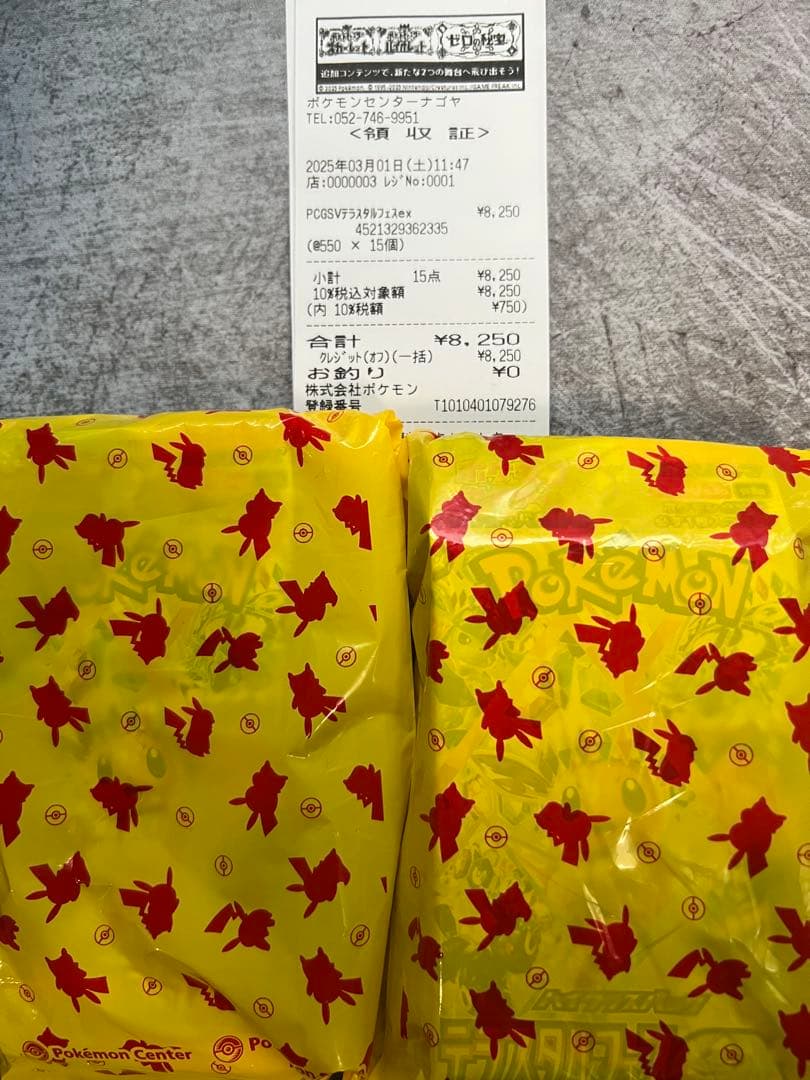 ゼロの秘宝
追加コンテンツで、新たな2つの舞台へ飛び出そう!
ポケモンセンターナゴヤ
TEL:052-746-9951
<領 収 証>
2025年03月01日(土)11:47
店:0000003 レジNo:0001
PCGSVテラスタルフェスex ¥8,250
4521329362335
(@550 × 15個)
小計 15点 ¥8,250
10%税込対象額 ¥8,250
(内 10%税額 ¥750)
合計 ¥8,250
クレジット(オフ)(一括) ¥8,250
お釣り ¥0
株式会社ポケモン
登録番号 T1010401079276
POKéMON
POKéMON
Pokémon Center